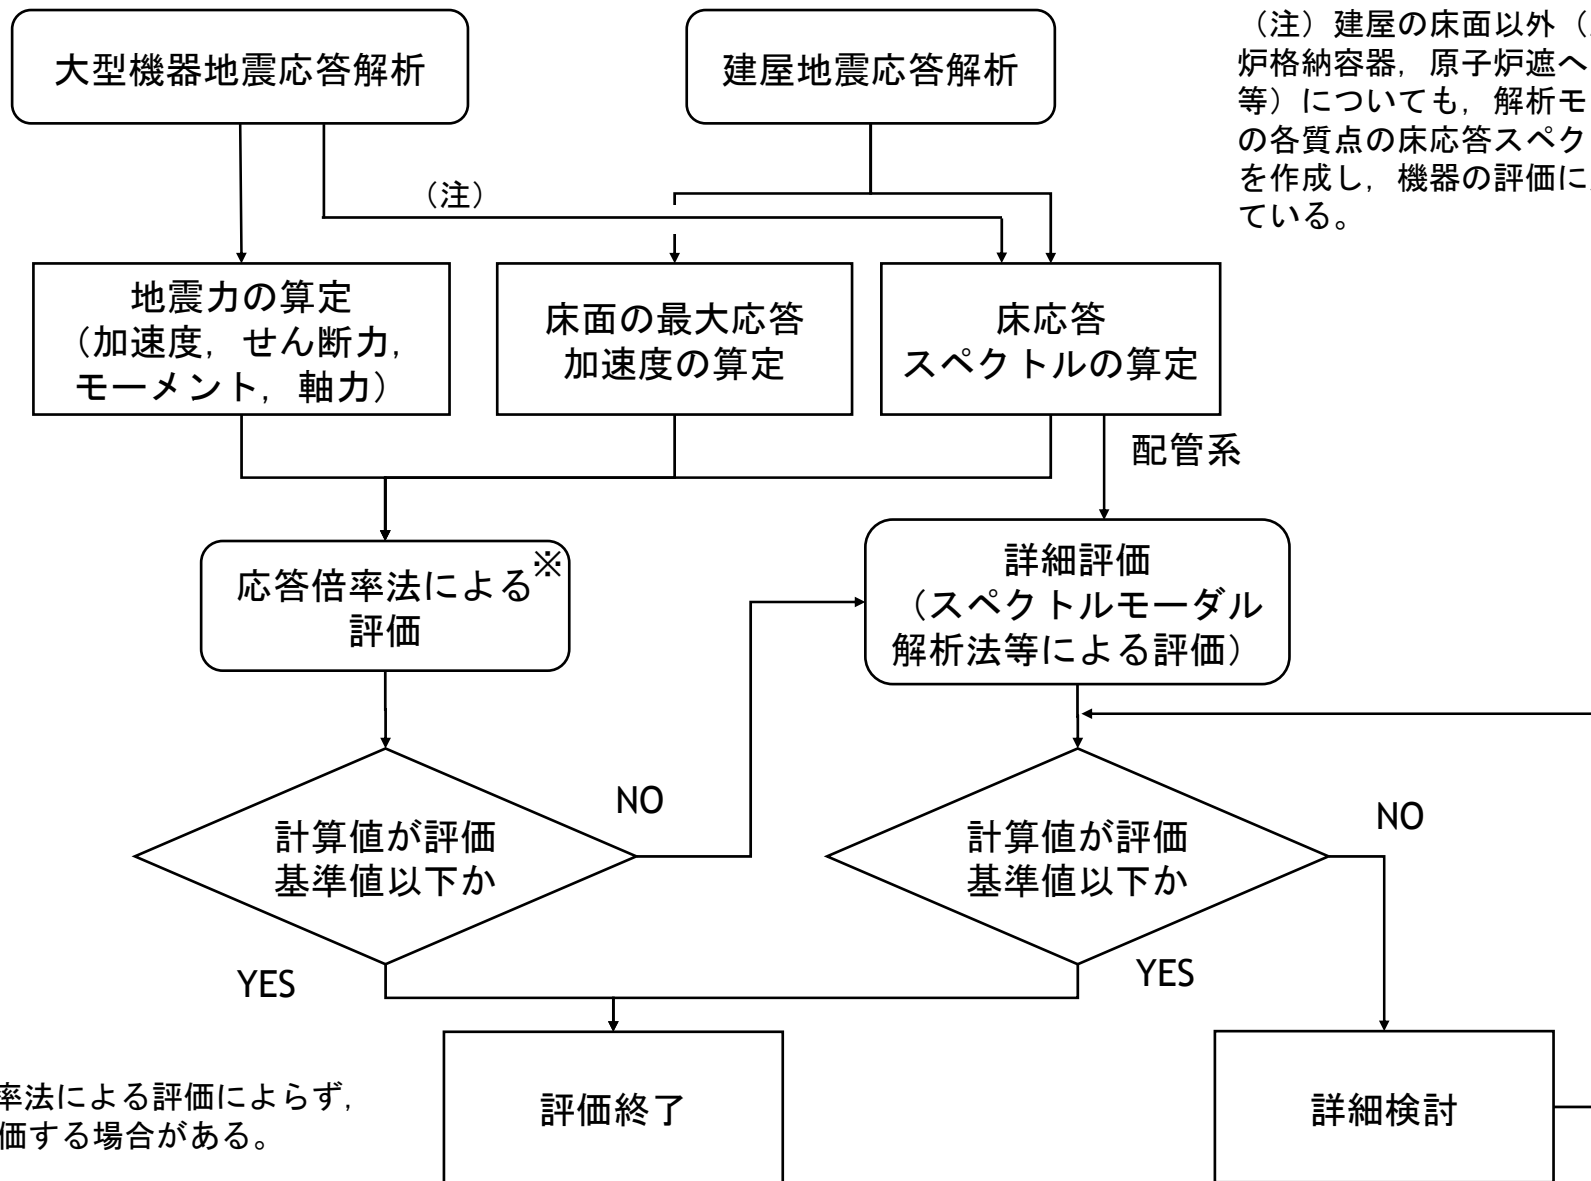 大型機器地震応答解析
建屋地震応答解析
（注）建屋の床面以外（
炉格納容器，原子炉遮へ
等）についても，解析モ
の各質点の床応答スペク
を作成し，機器の評価に
ている。
（注）
地震力の算定
（加速度，せん断力，
モーメント，軸力）
床面の最大応答
加速度の算定
床応答
スペクトルの算定
配管系
応答倍率法による※
評価
詳細評価
（スペクトルモーダル
解析法等による評価）
計算値が評価
基準値以下か
NO
YES
計算値が評価
基準値以下か
NO
YES
評価終了
詳細検討
率法による評価によらず，
価する場合がある。